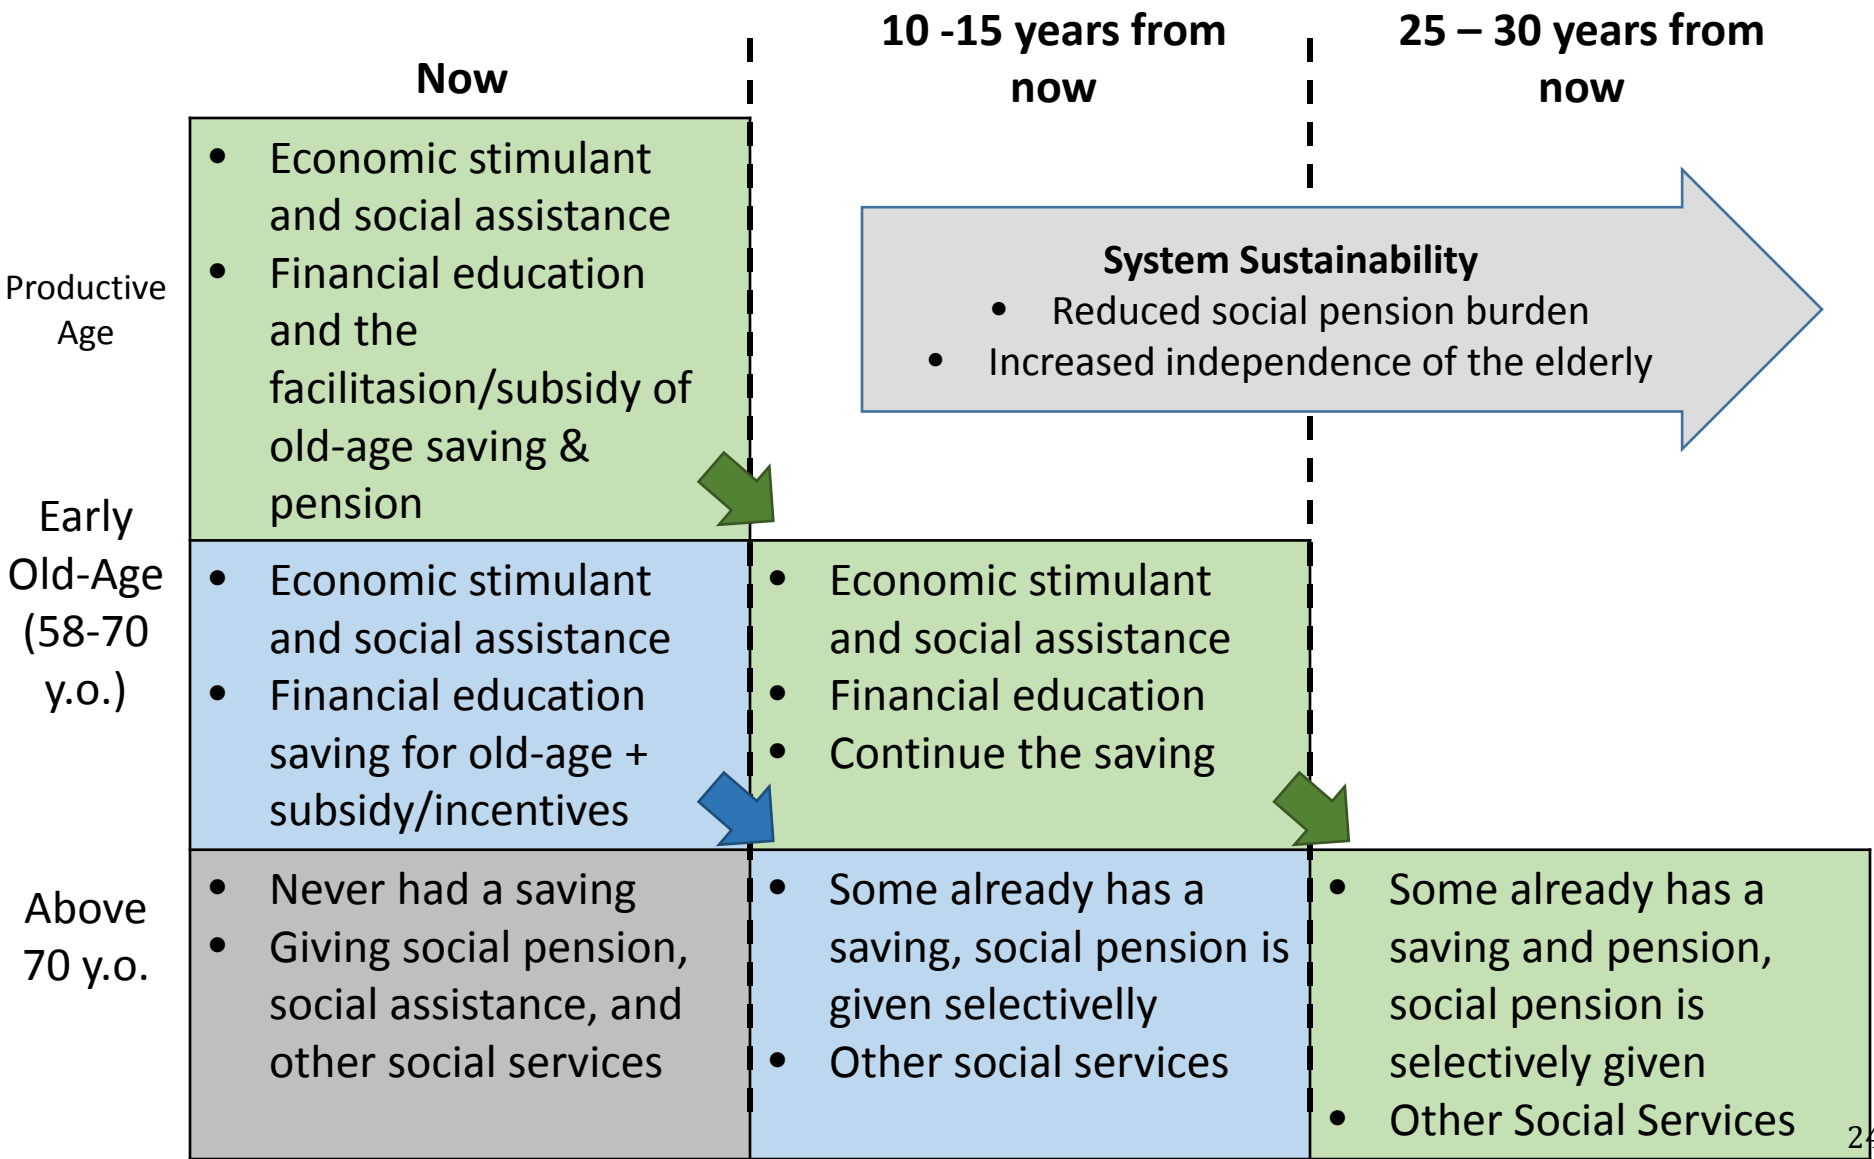 Now
10 -15 years from
now
25 – 30 years from
now
Productive
Age
• Economic stimulant
and social assistance
• Financial education
and the
facilitasion/subsidy of
old-age saving &
pension
System Sustainability
• Reduced social pension burden
• Increased independence of the elderly
Early
Old-Age
(58-70
y.o.)
• Economic stimulant
and social assistance
• Financial education
saving for old-age +
subsidy/incentives
• Economic stimulant
and social assistance
• Financial education
• Continue the saving
Above
70 y.o.
• Never had a saving
• Giving social pension,
social assistance, and
other social services
• Some already has a
saving, social pension is
given selectivelly
• Other social services
• Some already has a
saving and pension,
social pension is
selectively given
• Other Social Services
24